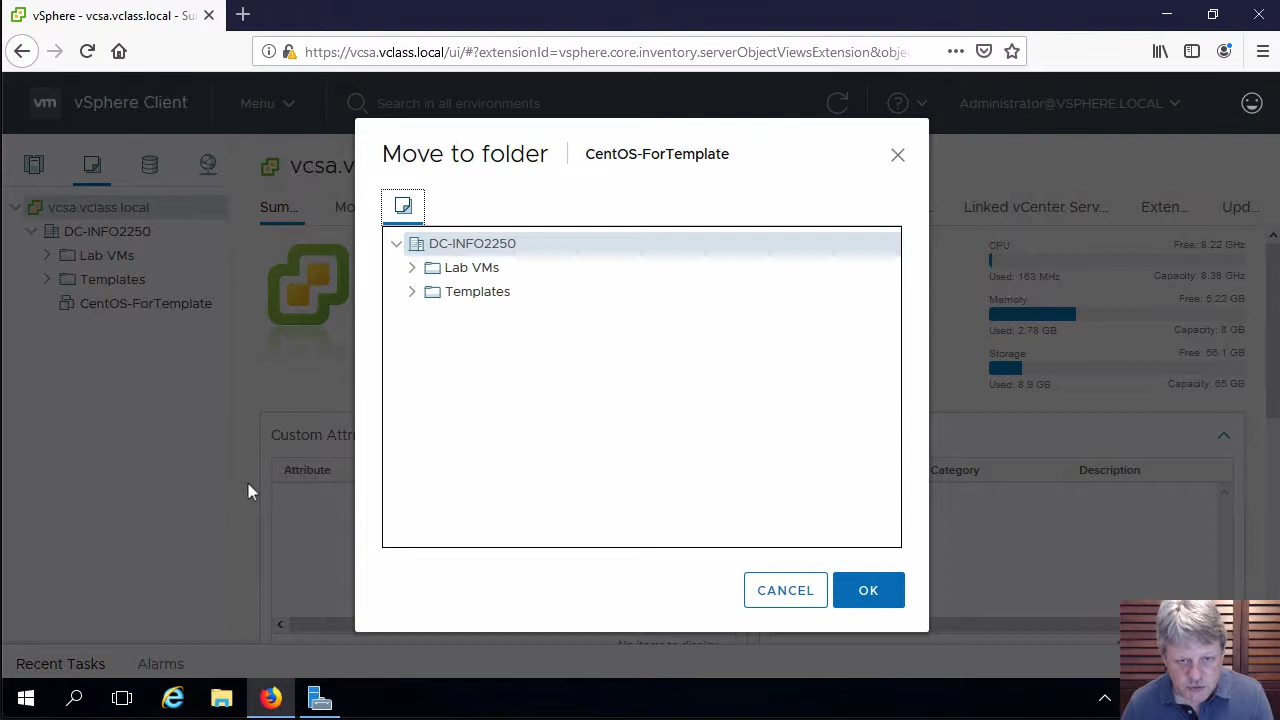 vSphere - vcsa.vclass.local - Su
https://vcsa.vclass.local/ui/#?extensionId=vsphere.core.inventory.serverObjectViewsExtension&obje
vm vSphere Client Menu Search in all environments Administrator@VSPHERE.LOCAL
Move to folder CentOS-ForTemplate
vcsa.v
vcsa.vclass.local
DC-INFO2250
Lab VMs
Templates
CentOS-ForTemplate
Sum... Mo Linked vCenter Serv... Exten... Upd...
DC-INFO2250
Lab VMs
Templates
CPU Free: 8.22 GHz
Used: 163 MHz Capacity: 8.38 GHz
Memory Free: 5.22 GB
Used: 2.78 GB Capacity: 8 GB
Storage Free: 56.1 GB
Used: 8.9 GB Capacity: 65 GB
Custom Attri
Attribute Category Description
CANCEL OK
Recent Tasks Alarms